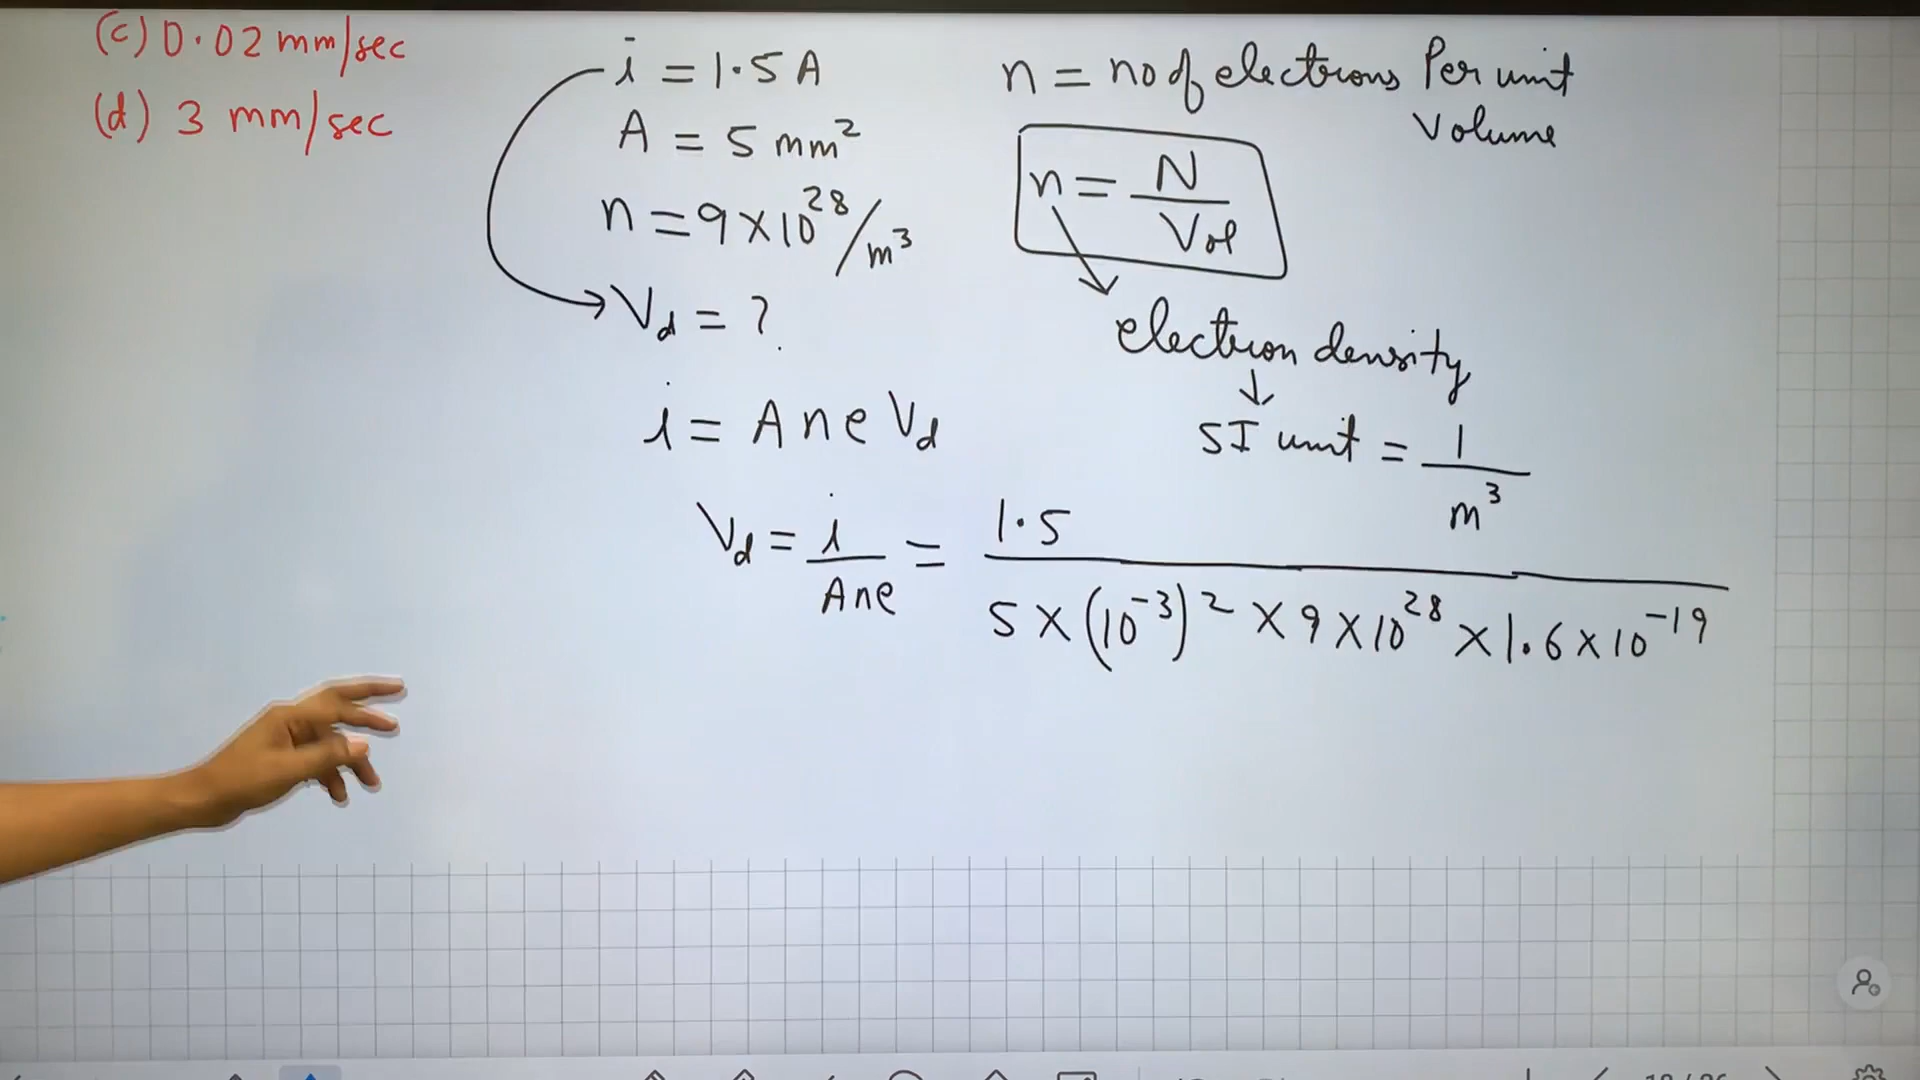 (c) 0.02 mm/sec
(d) 3 mm/sec
i = 1.5 A
A = 5 mm²
n = 9×10²⁸/m³
Vd = ?
i = A n e Vd
Vd = i/Ane = 1.5/(5 × (10⁻³)² × 9 × 10²⁸ × 1.6 × 10⁻¹⁹)
n = no of electrons Per unit
Volume
n = N/Vol
electron density
SI unit = 1/m³